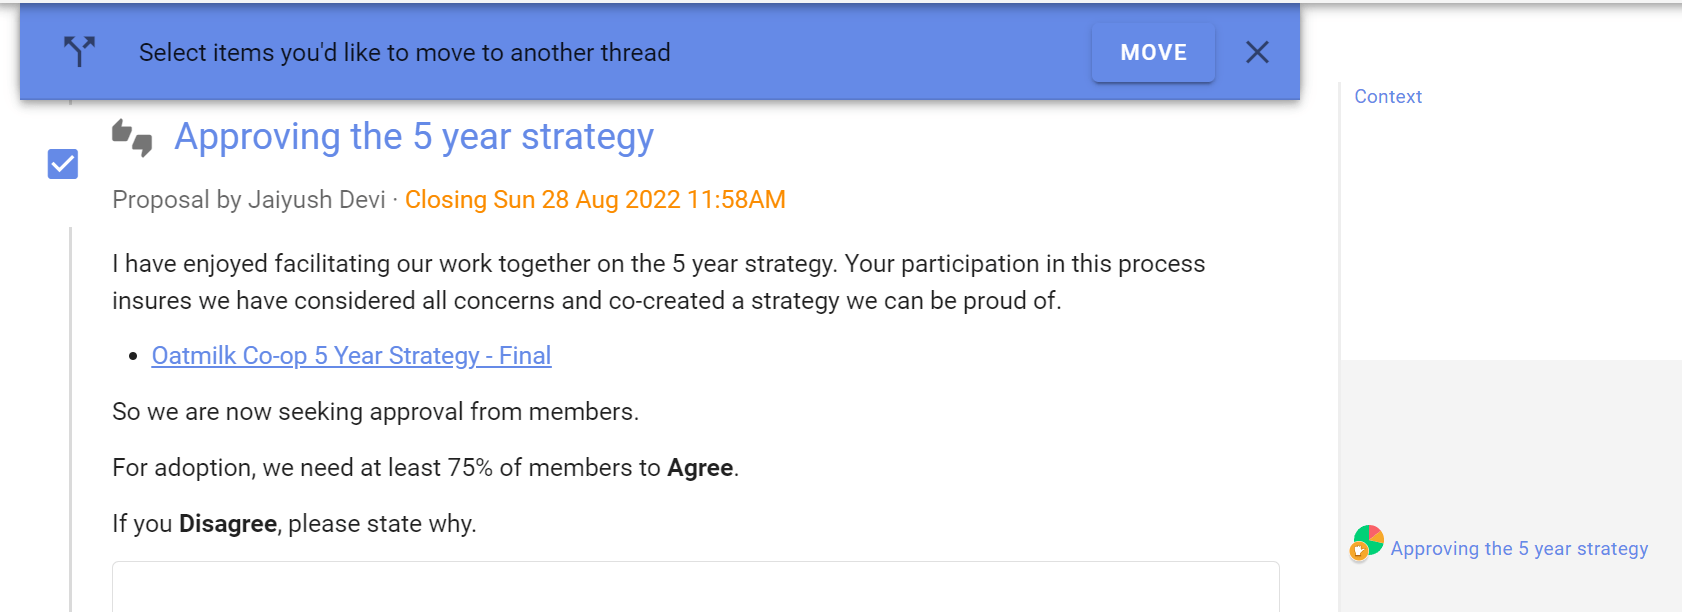 Select items you'd like to move to another thread
MOVE
Context
Approving the 5 year strategy
Proposal by Jaiyush Devi · Closing Sun 28 Aug 2022 11:58AM
I have enjoyed facilitating our work together on the 5 year strategy. Your participation in this process
insures we have considered all concerns and co-created a strategy we can be proud of.
• Oatmilk Co-op 5 Year Strategy - Final
So we are now seeking approval from members.
For adoption, we need at least 75% of members to Agree.
If you Disagree, please state why.
Approving the 5 year strategy